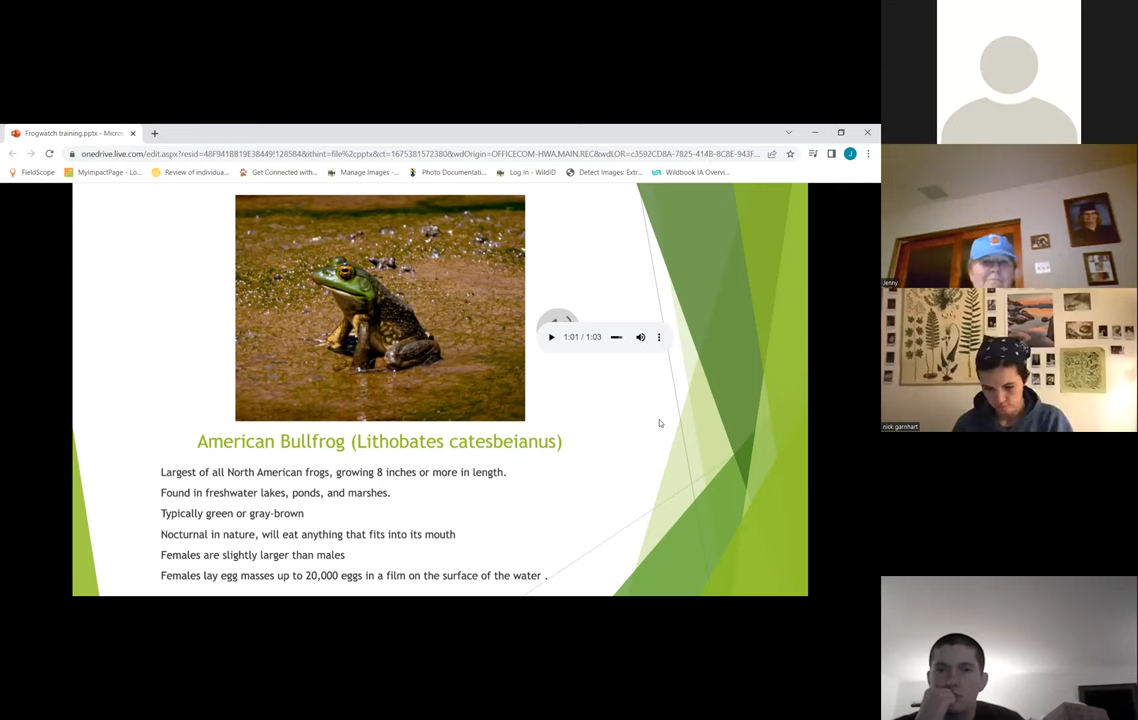 Frogwatch training.pptx - Micros
onedrive.live.com/edit.aspx?resid=48F941BB19E38449!128584&ithint=file%2cpptx&ct=1675381572380&wdOrigin=OFFICECOM-HWA.MAIN.REC&wdLOR=c3592CD8A-7825-414B-8C8E-943F...
FieldScope
MyImpactPage - Lo...
Review of individua...
Get Connected with...
Manage Images -...
Photo Documentati...
Log In - WildID
Detect Images: Extr...
Wildbook IA Overvi...
J
1:01 / 1:03
American Bullfrog (Lithobates catesbeianus)
Largest of all North American frogs, growing 8 inches or more in length.
Found in freshwater lakes, ponds, and marshes.
Typically green or gray-brown
Nocturnal in nature, will eat anything that fits into its mouth
Females are slightly larger than males
Females lay egg masses up to 20,000 eggs in a film on the surface of the water .
Jenny
nick garnhart